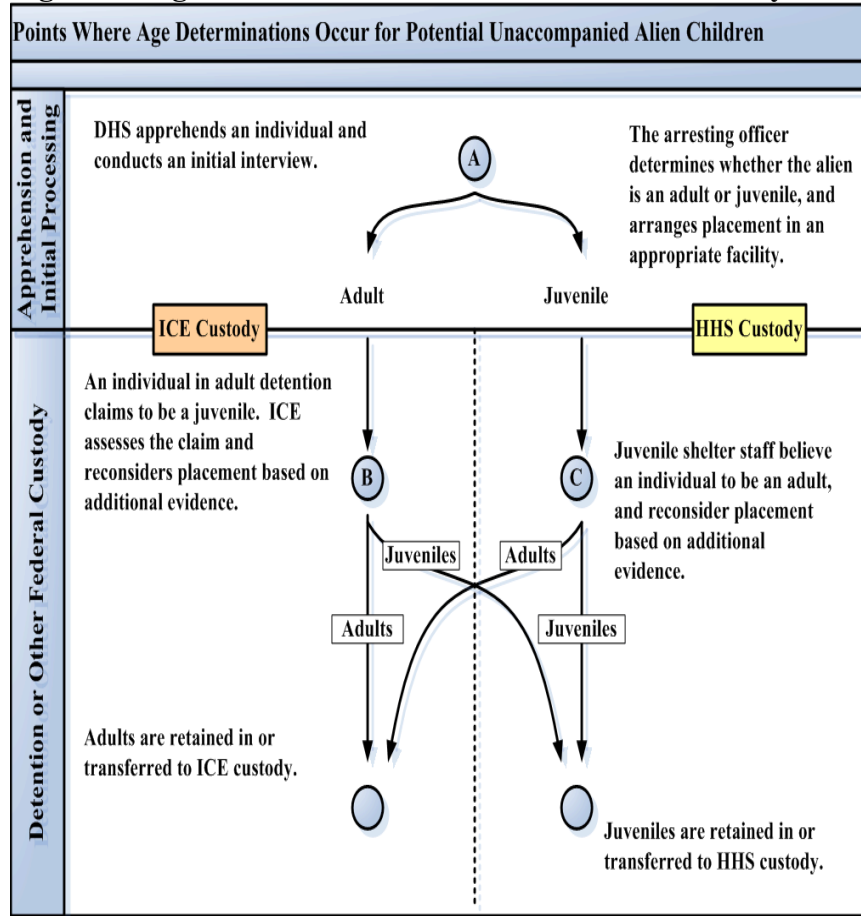 Points Where Age Determinations Occur for Potential Unaccompanied Alien Children
Apprehension and
Initial Processing
DHS apprehends an individual and
conducts an initial interview.
A
The arresting officer
determines whether the alien
is an adult or juvenile, and
arranges placement in an
appropriate facility.
Adult
Juvenile
ICE Custody
HHS Custody
Detention or Other Federal Custody
An individual in adult detention
claims to be a juvenile. ICE
assesses the claim and
reconsiders placement based on
additional evidence.
B
C
Juvenile shelter staff believe
an individual to be an adult,
and reconsider placement
based on additional
evidence.
Juveniles
Adults
Adults
Juveniles
Adults are retained in or
transferred to ICE custody.
Juveniles are retained in or
transferred to HHS custody.